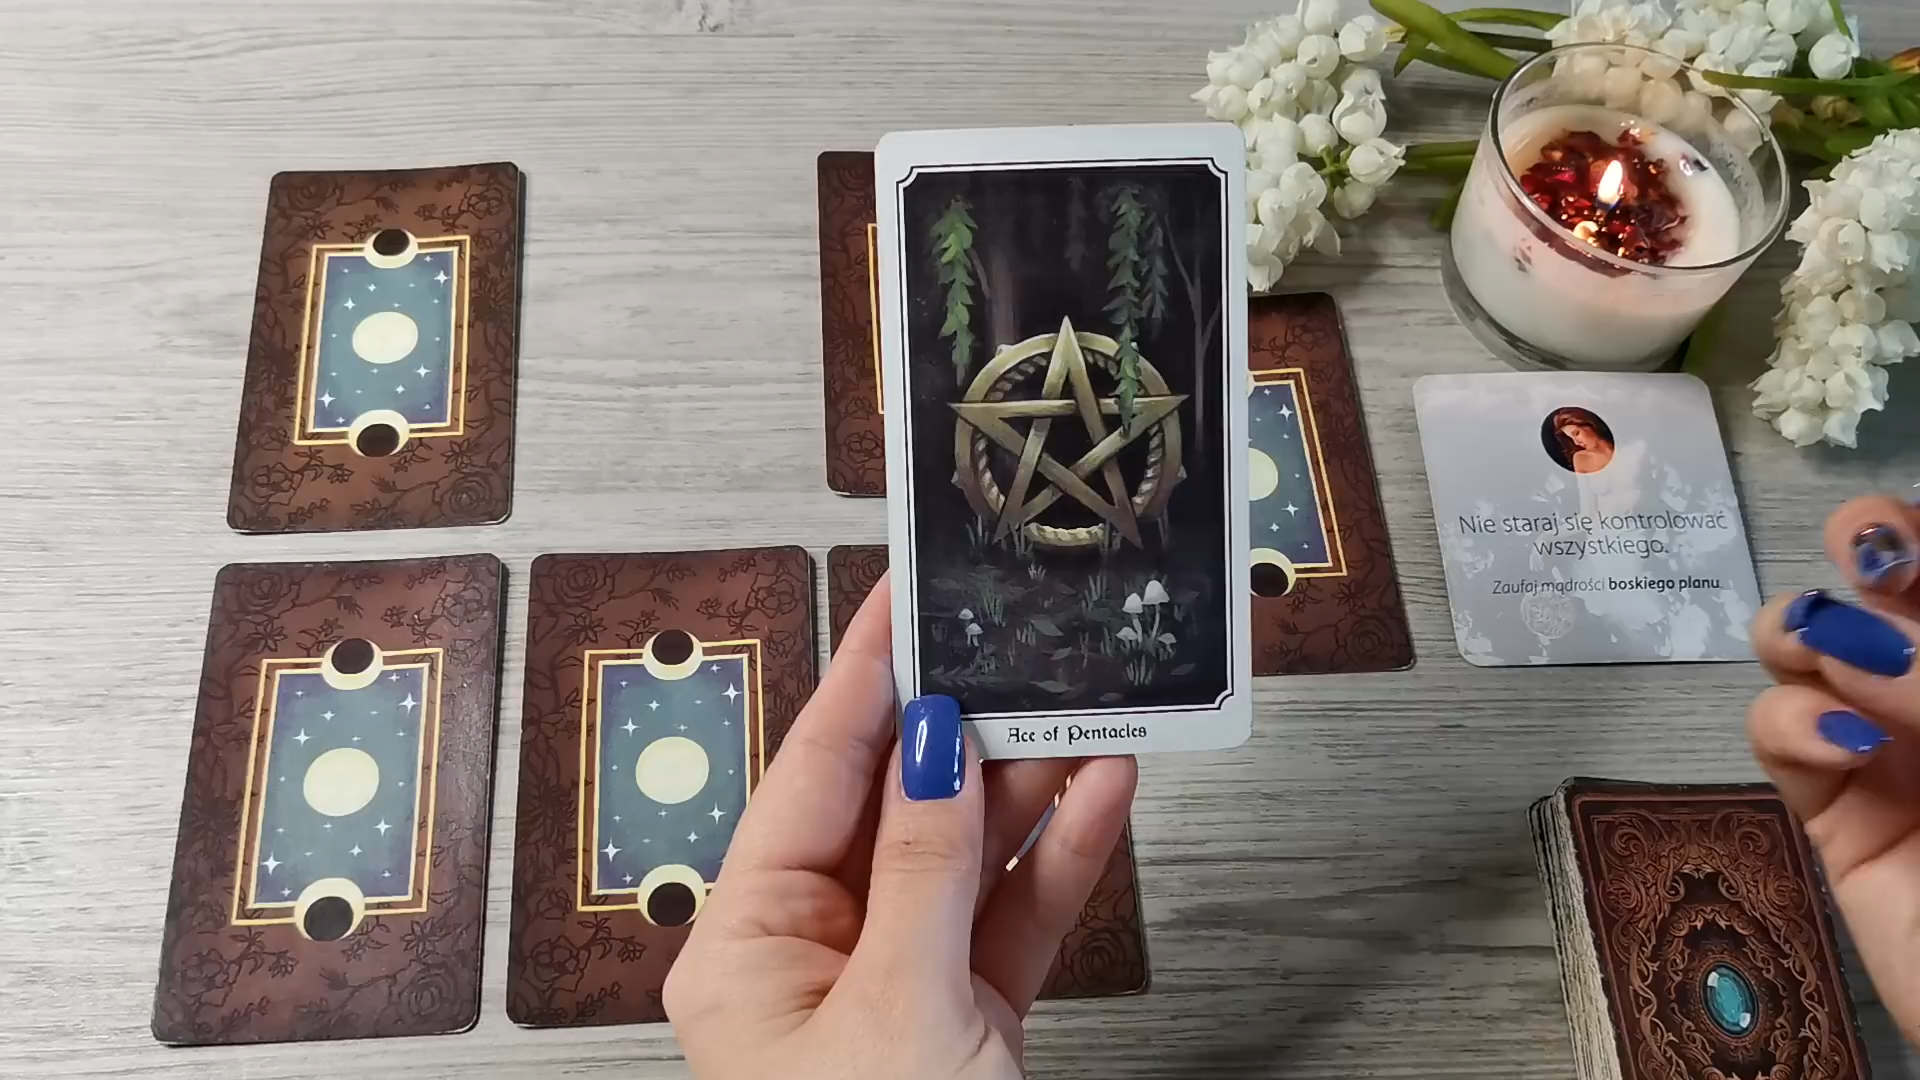 Nie staraj się kontrolować
wszystkiego.
Zaufaj mądrości boskiego planu.
Ace of Pentacles